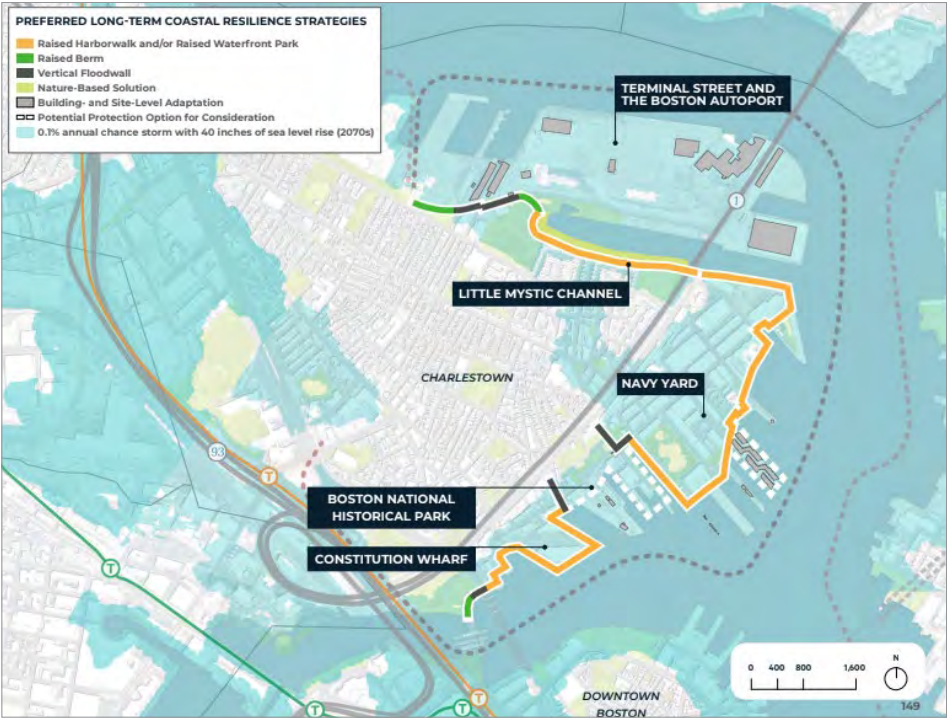 PREFERRED LONG-TERM COASTAL RESILIENCE STRATEGIES
Raised Harborwalk and/or Raised Waterfront Park
Raised Berm
Vertical Floodwall
Nature-Based Solution
Building- and Site-Level Adaptation
Potential Protection Option for Consideration
0.1% annual chance storm with 40 inches of sea level rise (2070s)
TERMINAL STREET AND
THE BOSTON AUTOPORT
1
LITTLE MYSTIC CHANNEL
CHARLESTOWN
NAVY YARD
93
T
BOSTON NATIONAL
HISTORICAL PARK
CONSTITUTION WHARF
T
T
T
T
DOWNTOWN
BOSTON
0 400 800 1,600
N
149